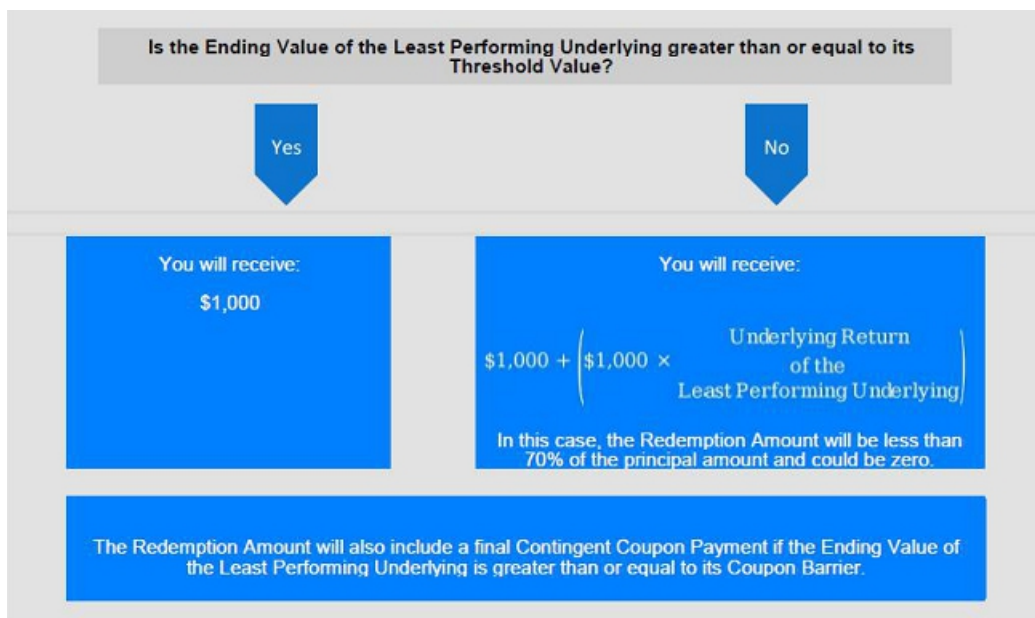 Is the Ending Value of the Least Performing Underlying greater than or equal to its
Threshold Value?
Yes
No
You will receive:
$1,000
You will receive:
$1,000 + ($1,000 × Underlying Return
of the
Least Performing Underlying)
In this case, the Redemption Amount will be less than
70% of the principal amount and could be zero.
The Redemption Amount will also include a final Contingent Coupon Payment if the Ending Value of
the Least Performing Underlying is greater than or equal to its Coupon Barrier.